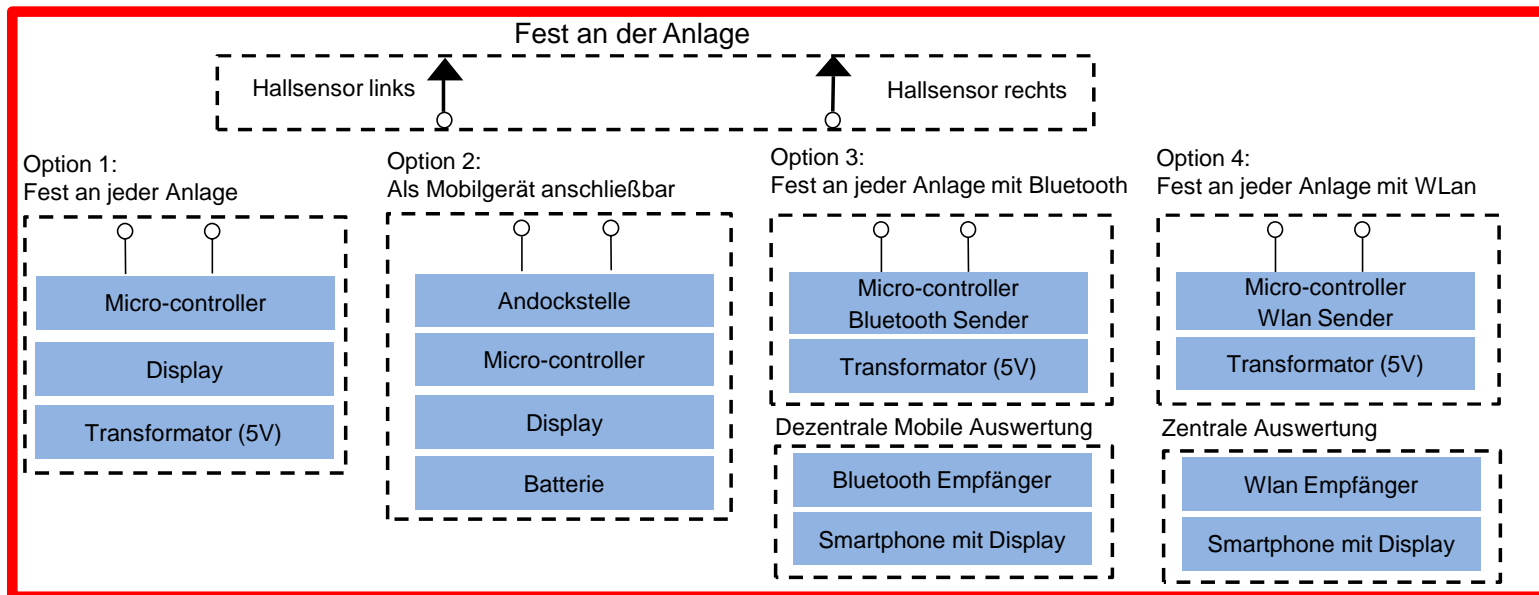 Fest an der Anlage
Hallsensor links
Hallsensor rechts
Option 1:
Fest an jeder Anlage
Micro-controller
Display
Transformator (5V)
Option 2:
Als Mobilgerät anschließbar
Andockstelle
Micro-controller
Display
Batterie
Option 3:
Fest an jeder Anlage mit Bluetooth
Micro-controller
Bluetooth Sender
Transformator (5V)
Dezentrale Mobile Auswertung
Bluetooth Empfänger
Smartphone mit Display
Option 4:
Fest an jeder Anlage mit WLan
Micro-controller
Wlan Sender
Transformator (5V)
Zentrale Auswertung
Wlan Empfänger
Smartphone mit Display